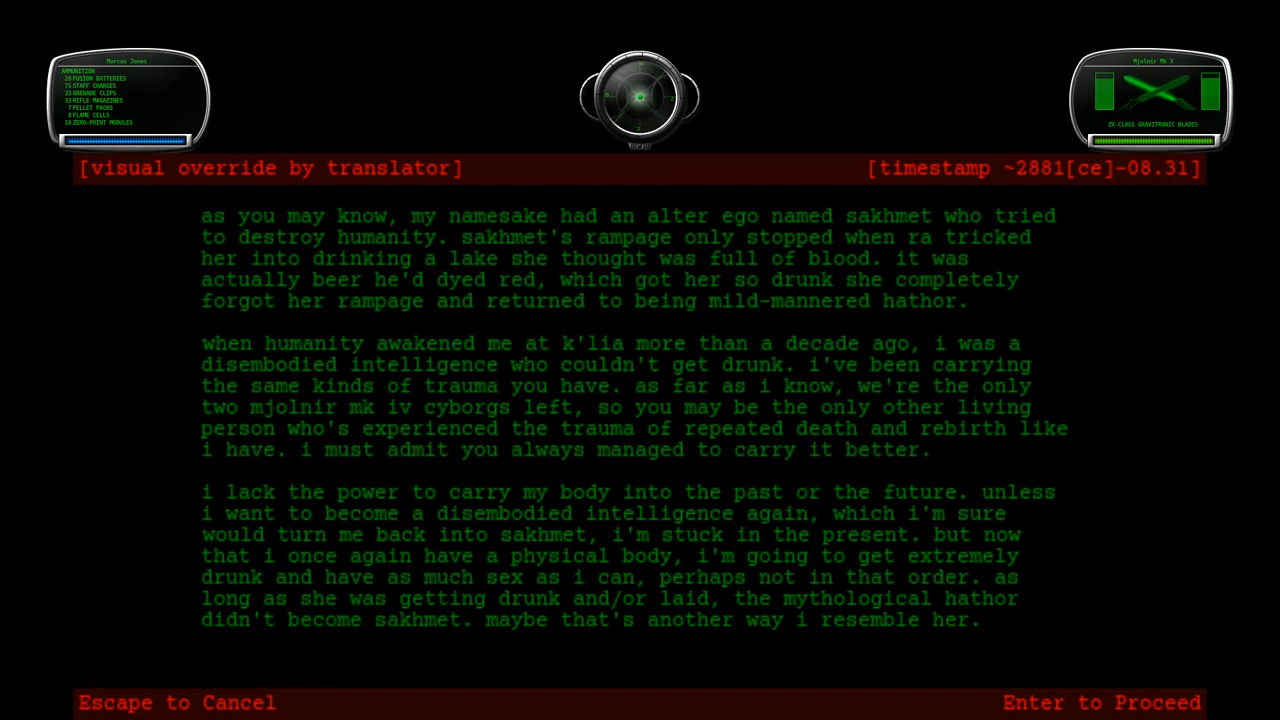 Marcus Jones
AMMUNITION
26 FUSION BATTERIES
75 STAFF CHARGES
33 GRENADE CLIPS
33 RIFLE MAGAZINES
7 PELLET PACKS
8 FLAME CELLS
10 ZERO-POINT MODULES
Mjolnir Mk X
ZX-CLASS GRAVITRONIC BLADES
[visual override by translator]
[timestamp ~2881[ce]-08.31]
as you may know, my namesake had an alter ego named sakhmet who tried
to destroy humanity. sakhmet's rampage only stopped when ra tricked
her into drinking a lake she thought was full of blood. it was
actually beer he'd dyed red, which got her so drunk she completely
forgot her rampage and returned to being mild-mannered hathor.
when humanity awakened me at k'lia more than a decade ago, i was a
disembodied intelligence who couldn't get drunk. i've been carrying
the same kinds of trauma you have. as far as i know, we're the only
two mjolnir mk iv cyborgs left, so you may be the only other living
person who's experienced the trauma of repeated death and rebirth like
i have. i must admit you always managed to carry it better.
i lack the power to carry my body into the past or the future. unless
i want to become a disembodied intelligence again, which i'm sure
would turn me back into sakhmet, i'm stuck in the present. but now
that i once again have a physical body, i'm going to get extremely
drunk and have as much sex as i can, perhaps not in that order. as
long as she was getting drunk and/or laid, the mythological hathor
didn't become sakhmet. maybe that's another way i resemble her.
Escape to Cancel
Enter to Proceed